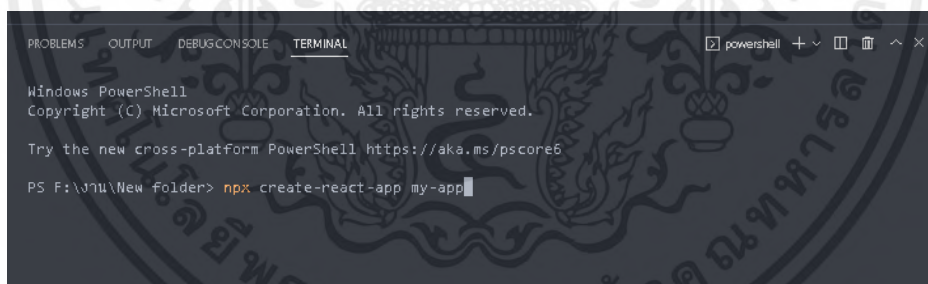 PROBLEMS OUTPUT DEBUG CONSOLE TERMINAL powershell
Windows PowerShell
Copyright (C) Microsoft Corporation. All rights reserved.
Try the new cross-platform PowerShell https://aka.ms/pscore6
PS F:\งาน\New folder> npx create-react-app my-app